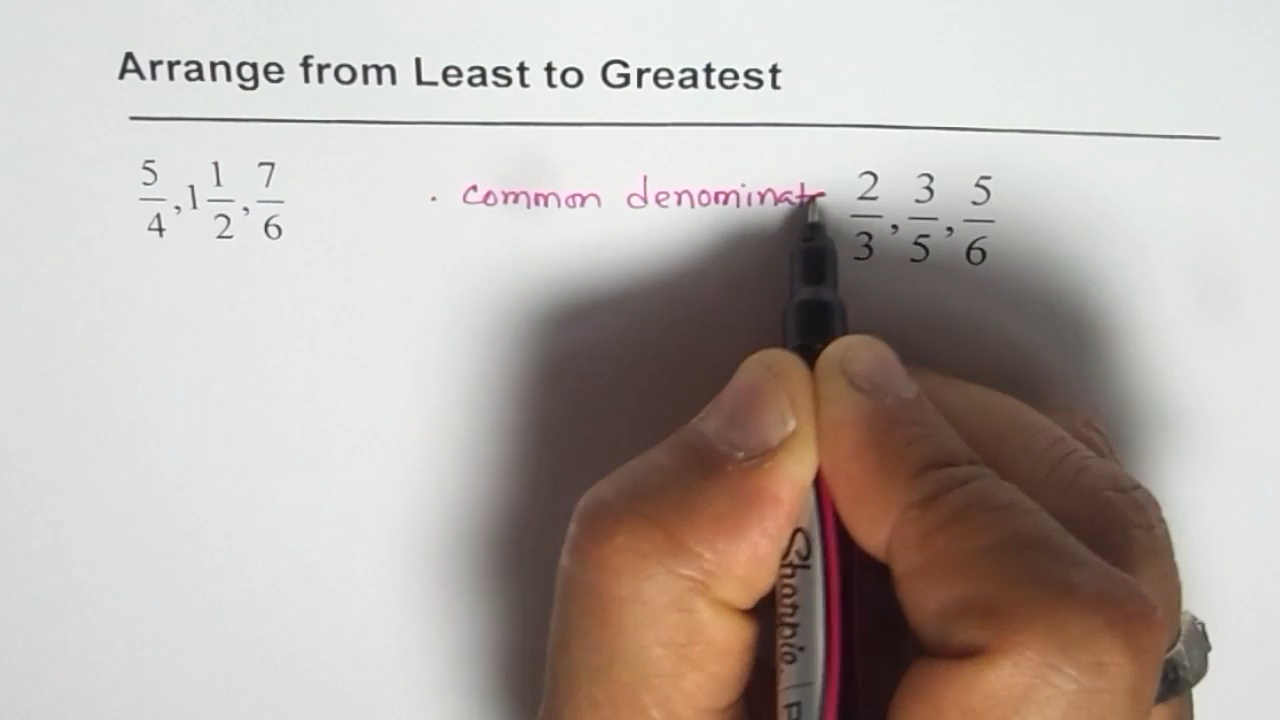 Arrange from Least to Greatest
5/4, 1 1/2, 7/6
. common denominat
2/3, 3/5, 5/6
Sharpie.